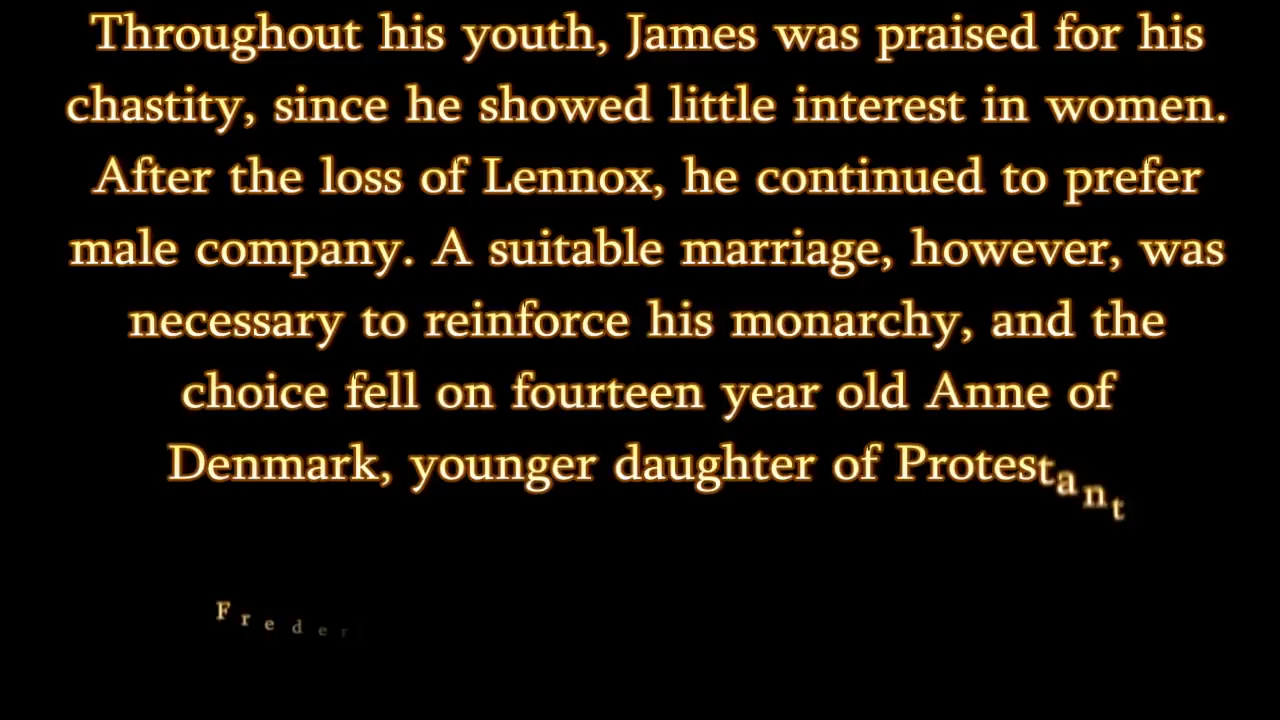 Throughout his youth, James was praised for his
chastity, since he showed little interest in women.
After the loss of Lennox, he continued to prefer
male company. A suitable marriage, however, was
necessary to reinforce his monarchy, and the
choice fell on fourteen year old Anne of
Denmark, younger daughter of Protestant
Freder